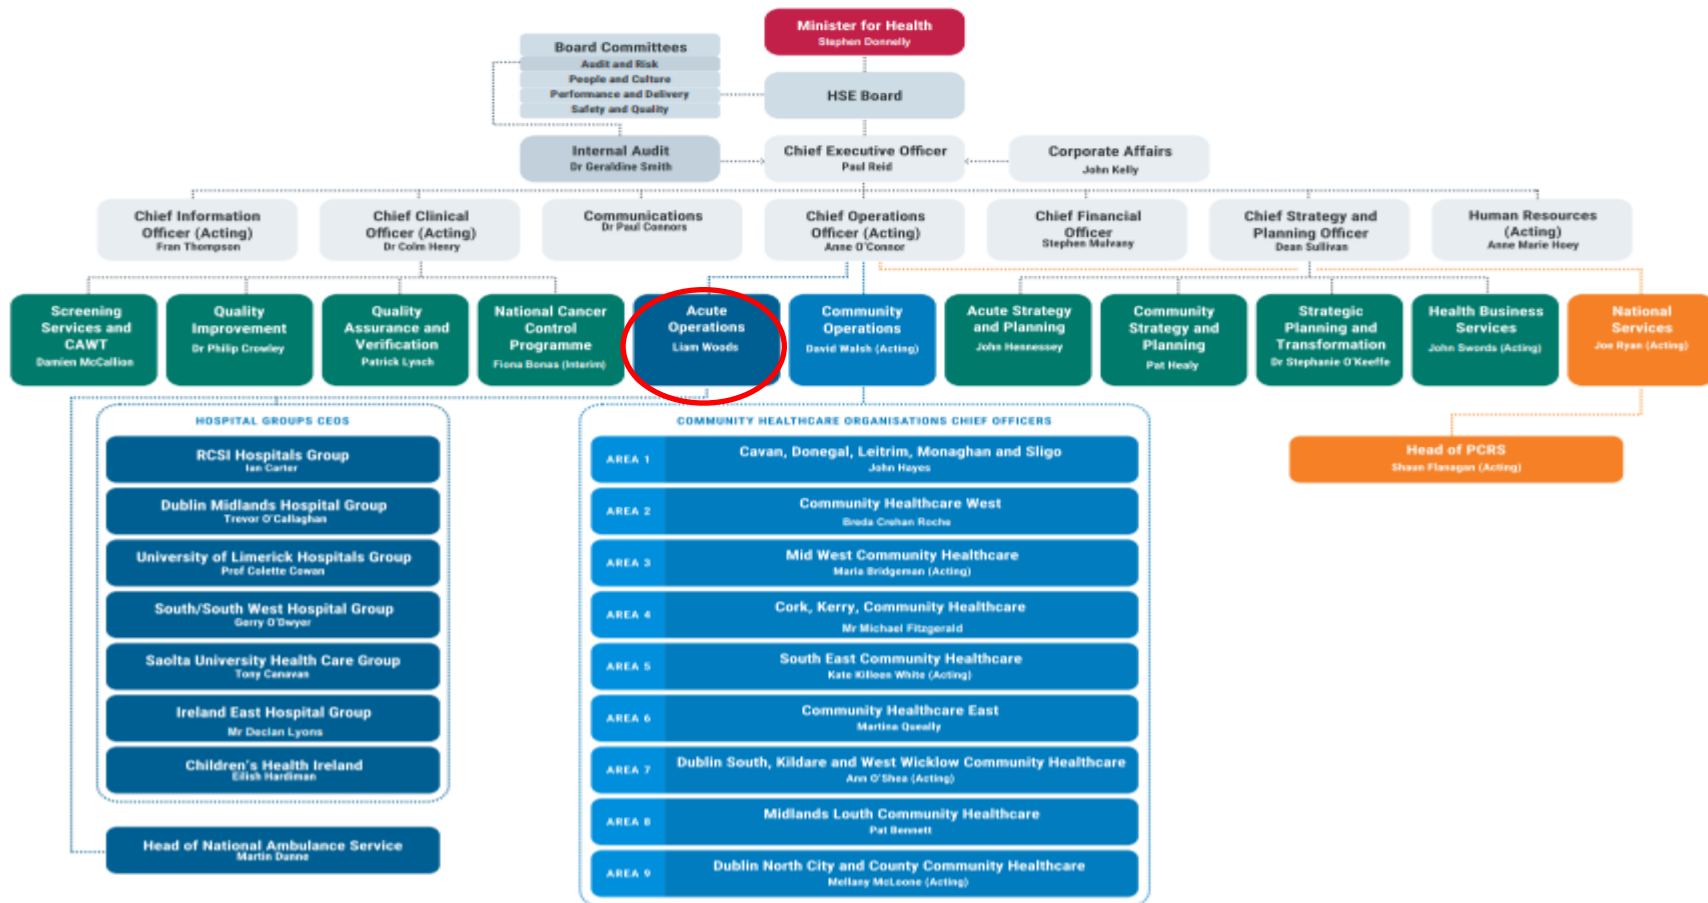 Minister for Health
Stephen Donnelly
Board Committees
Audit and Risk
People and Culture
Performance and Delivery
Safety and Quality
HSE Board
Internal Audit
Dr Geraldine Smith
Chief Executive Officer
Paul Reid
Corporate Affairs
John Kelly
Chief Information
Officer (Acting)
Fran Thompson
Chief Clinical
Officer (Acting)
Dr Colm Henry
Communications
Dr Paul Connors
Chief Operations
Officer (Acting)
Anne O'Connor
Chief Financial
Officer
Stephen Mulvany
Chief Strategy and
Planning Officer
Dean Sullivan
Human Resources
(Acting)
Anne Marie Hoey
Screening
Services and
CAWT
Damien McCallion
Quality
Improvement
Dr Philip Crowley
Quality
Assurance and
Verification
Patrick Lynch
National Cancer
Control
Programme
Fiona Bonas (Interim)
Acute
Operations
Liam Woods
Community
Operations
David Walsh (Acting)
Acute Strategy
and Planning
John Hennessey
Community
Strategy and
Planning
Pat Healy
Strategic
Planning and
Transformation
Dr Stephanie O'Keeffe
Health Business
Services
John Swords (Acting)
National
Services
Joe Ryan (Acting)
HOSPITAL GROUPS CEOS
RCSI Hospitals Group
Ian Carter
Dublin Midlands Hospital Group
Trevor O'Callaghan
University of Limerick Hospitals Group
Prof Colette Cowan
South/South West Hospital Group
Gerry O'Dwyer
Saolta University Health Care Group
Tony Canavan
Ireland East Hospital Group
Mr Declan Lyons
Children's Health Ireland
Eilish Hardiman
Head of National Ambulance Service
Martin Dunne
COMMUNITY HEALTHCARE ORGANISATIONS CHIEF OFFICERS
AREA 1
Cavan, Donegal, Leitrim, Monaghan and Sligo
John Hayes
AREA 2
Community Healthcare West
Breda Crehan Roche
AREA 3
Mid West Community Healthcare
Maria Bridgeman (Acting)
AREA 4
Cork, Kerry, Community Healthcare
Mr Michael Fitzgerald
AREA 5
South East Community Healthcare
Kate Killeen White (Acting)
AREA 6
Community Healthcare East
Martina Queally
AREA 7
Dublin South, Kildare and West Wicklow Community Healthcare
Ann O'Shea (Acting)
AREA 8
Midlands Louth Community Healthcare
Pat Bennett
AREA 9
Dublin North City and County Community Healthcare
Mellany McLoone (Acting)
Head of PCRS
Shaun Flanagan (Acting)